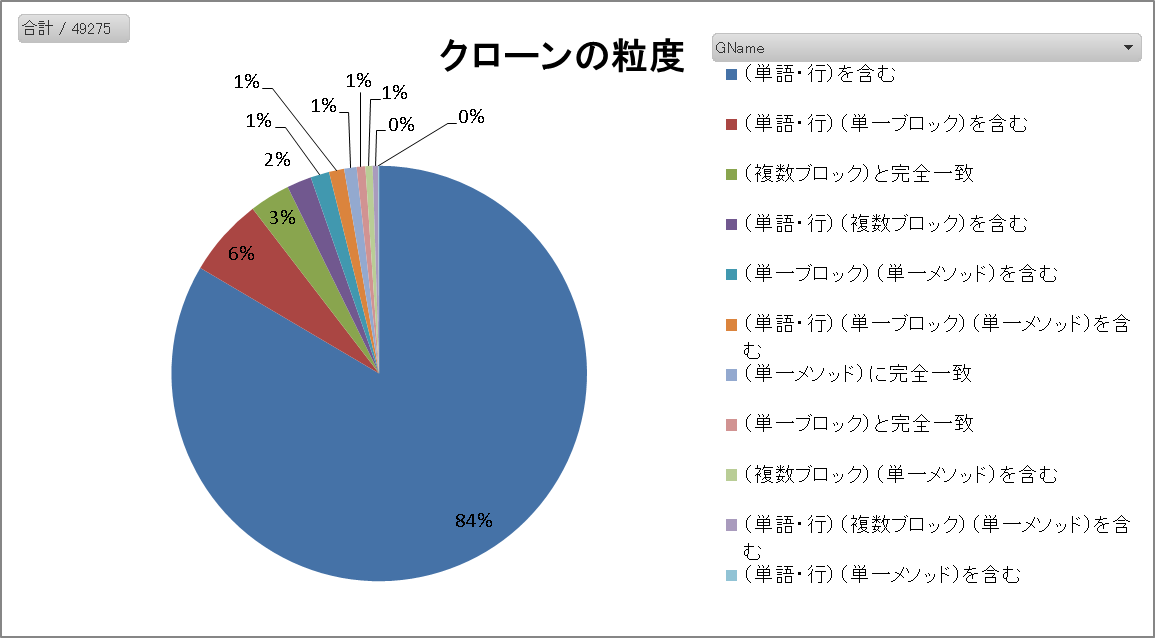 合計 / 49275
クローンの粒度
GName
1%
1%
1%
1%
1%
0%
0%
2%
3%
6%
84%
(単語・行)を含む
(単語・行)(単一ブロック)を含む
(複数ブロック)と完全一致
(単語・行)(複数ブロック)を含む
(単一ブロック)(単一メソッド)を含む
(単語・行)(単一ブロック)(単一メソッド)を含
む
(単一メソッド)に完全一致
(単一ブロック)と完全一致
(複数ブロック)(単一メソッド)を含む
(単語・行)(複数ブロック)(単一メソッド)を含
む
(単語・行)(単一メソッド)を含む